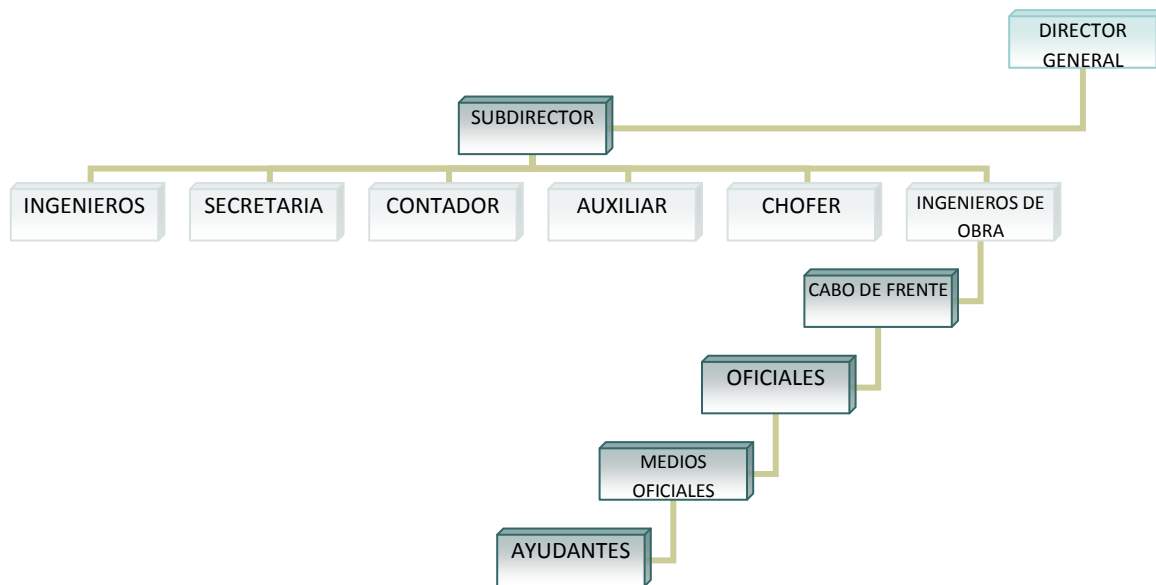 DIRECTOR
GENERAL
SUBDIRECTOR
INGENIEROS
SECRETARIA
CONTADOR
AUXILIAR
CHOFER
INGENIEROS DE
OBRA
CABO DE FRENTE
OFICIALES
MEDIOS
OFICIALES
AYUDANTES